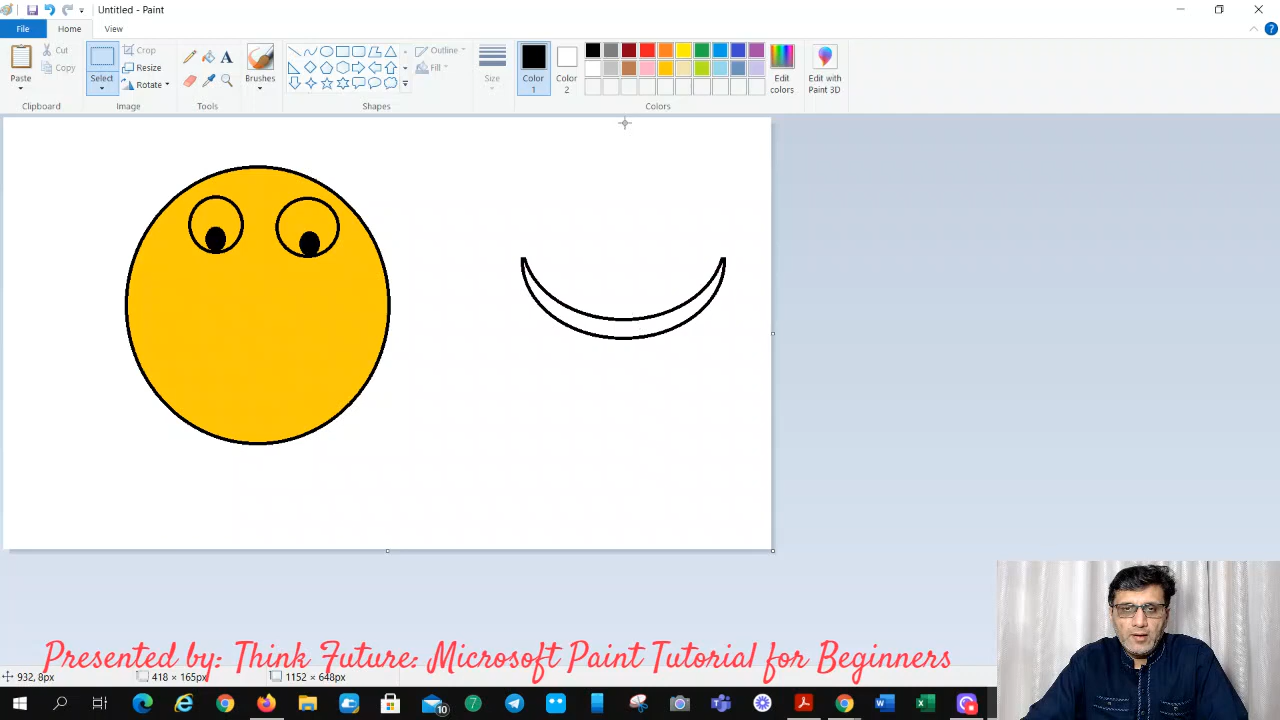 Untitled - Paint
File
Home
View
Paste
Cut
Copy
Clipboard
Select
Crop
Resize
Rotate
Image
A
Tools
Brushes
Outline
Fill
Shapes
Size
Color 1
Color 2
Edit colors
Colors
Edit with Paint 3D
Presented by: Think Future: Microsoft Paint Tutorial for Beginners
932, 8px
418 × 165px
1152 × 648px
10
7